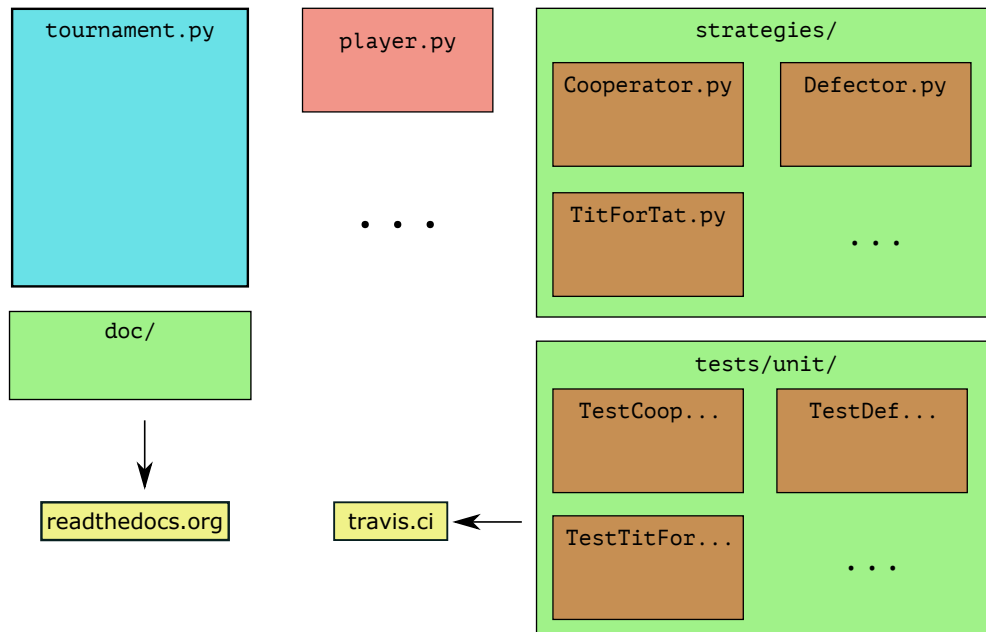 tournament.py
player.py
. . .
strategies/
Cooperator.py
Defector.py
TitForTat.py
...
doc/
tests/unit/
TestCoop...
TestDef...
readthedocs.org
travis.ci
TestTitFor...
...